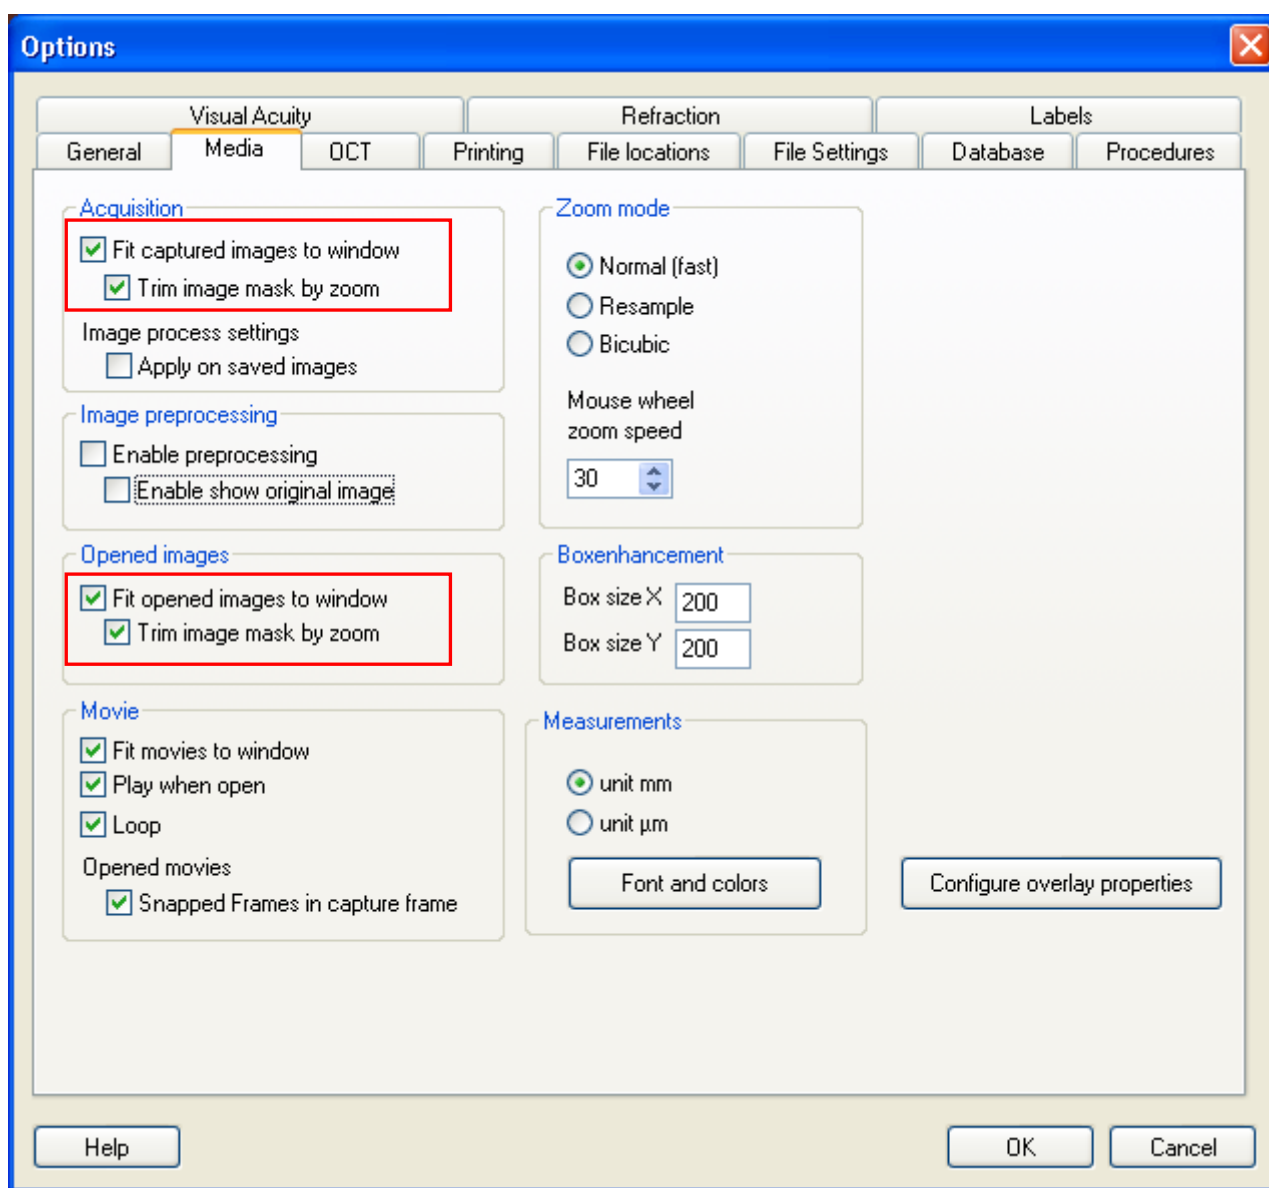 Options
Visual Acuity
Refraction
Labels
General
Media
OCT
Printing
File locations
File Settings
Database
Procedures
Acquisition
Fit captured images to window
Trim image mask by zoom
Image process settings
Apply on saved images
Image preprocessing
Enable preprocessing
Enable show original image
Opened images
Fit opened images to window
Trim image mask by zoom
Movie
Fit movies to window
Play when open
Loop
Opened movies
Snapped Frames in capture frame
Zoom mode
Normal (fast)
Resample
Bicubic
Mouse wheel
zoom speed
30
Boxenhancement
Box size X 200
Box size Y 200
Measurements
unit mm
unit µm
Font and colors
Configure overlay properties
Help
OK
Cancel